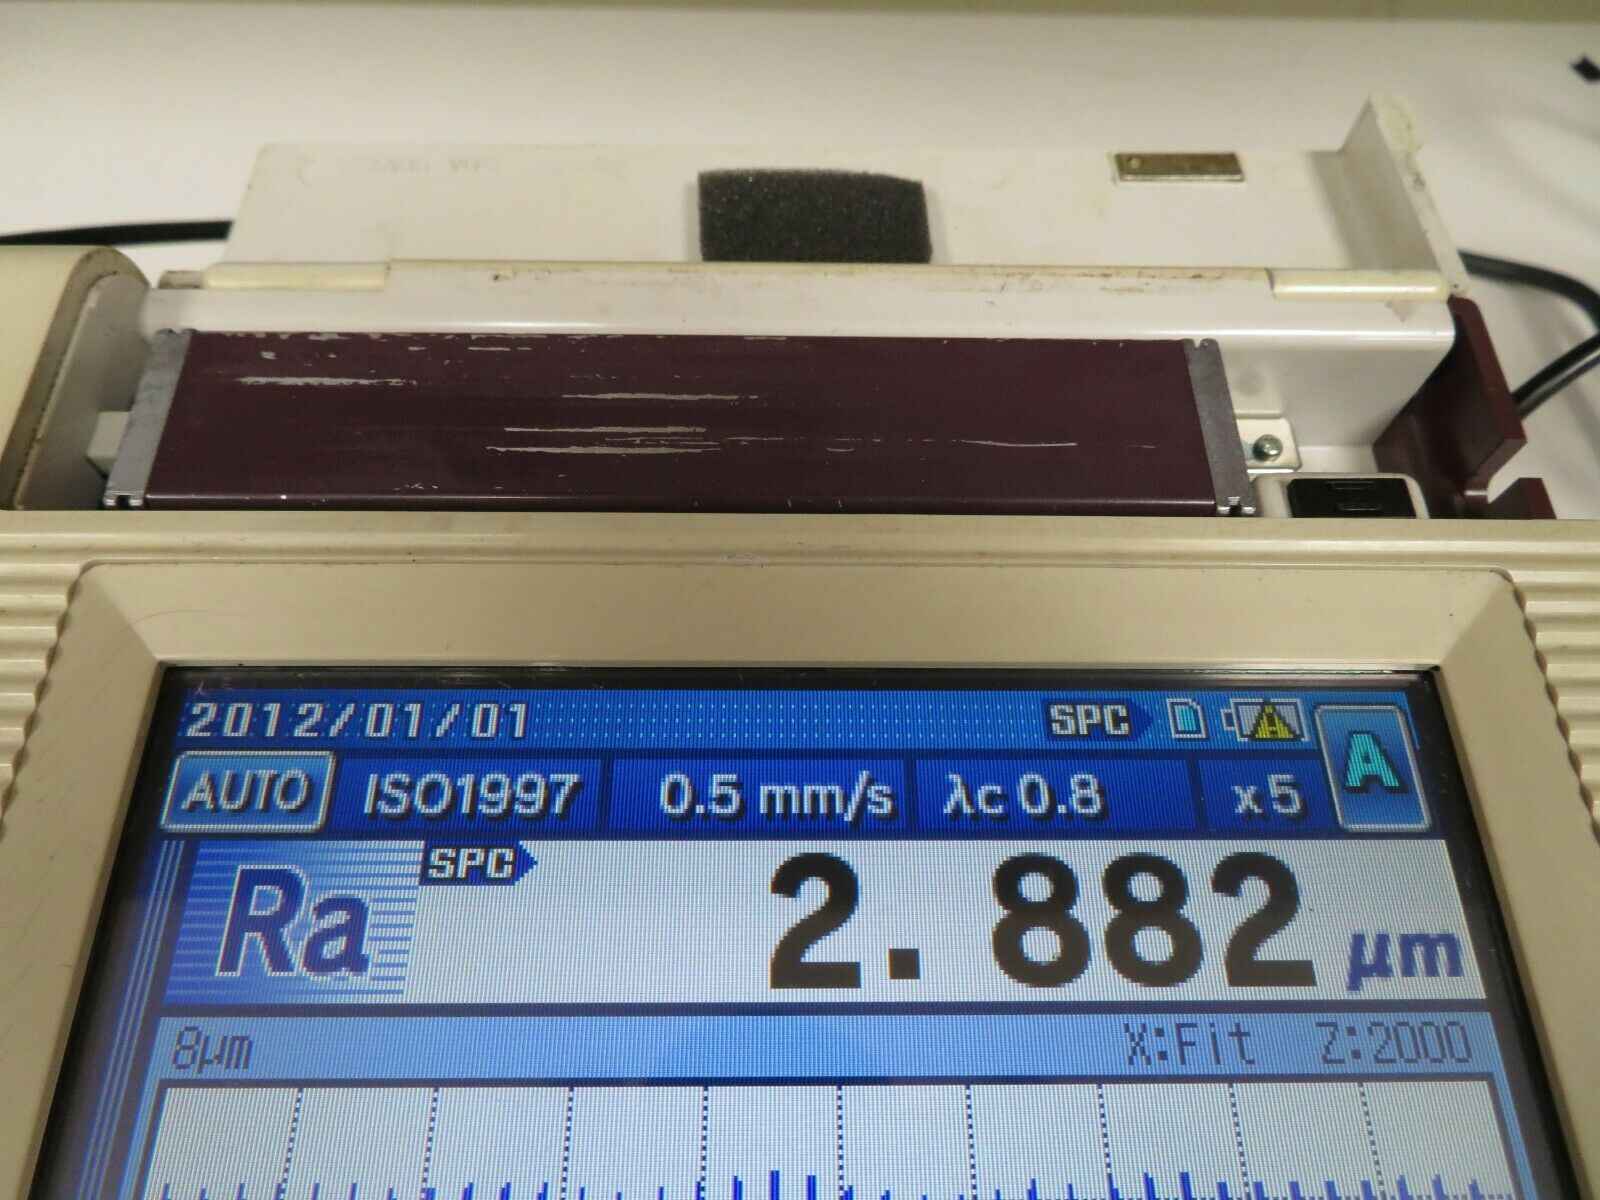 2012/01/01 SPC
AUTO ISO1997 0.5 mm/s λc 0.8 x5 A
Ra SPC 2.882 µm
8µm X:Fit Z:2000